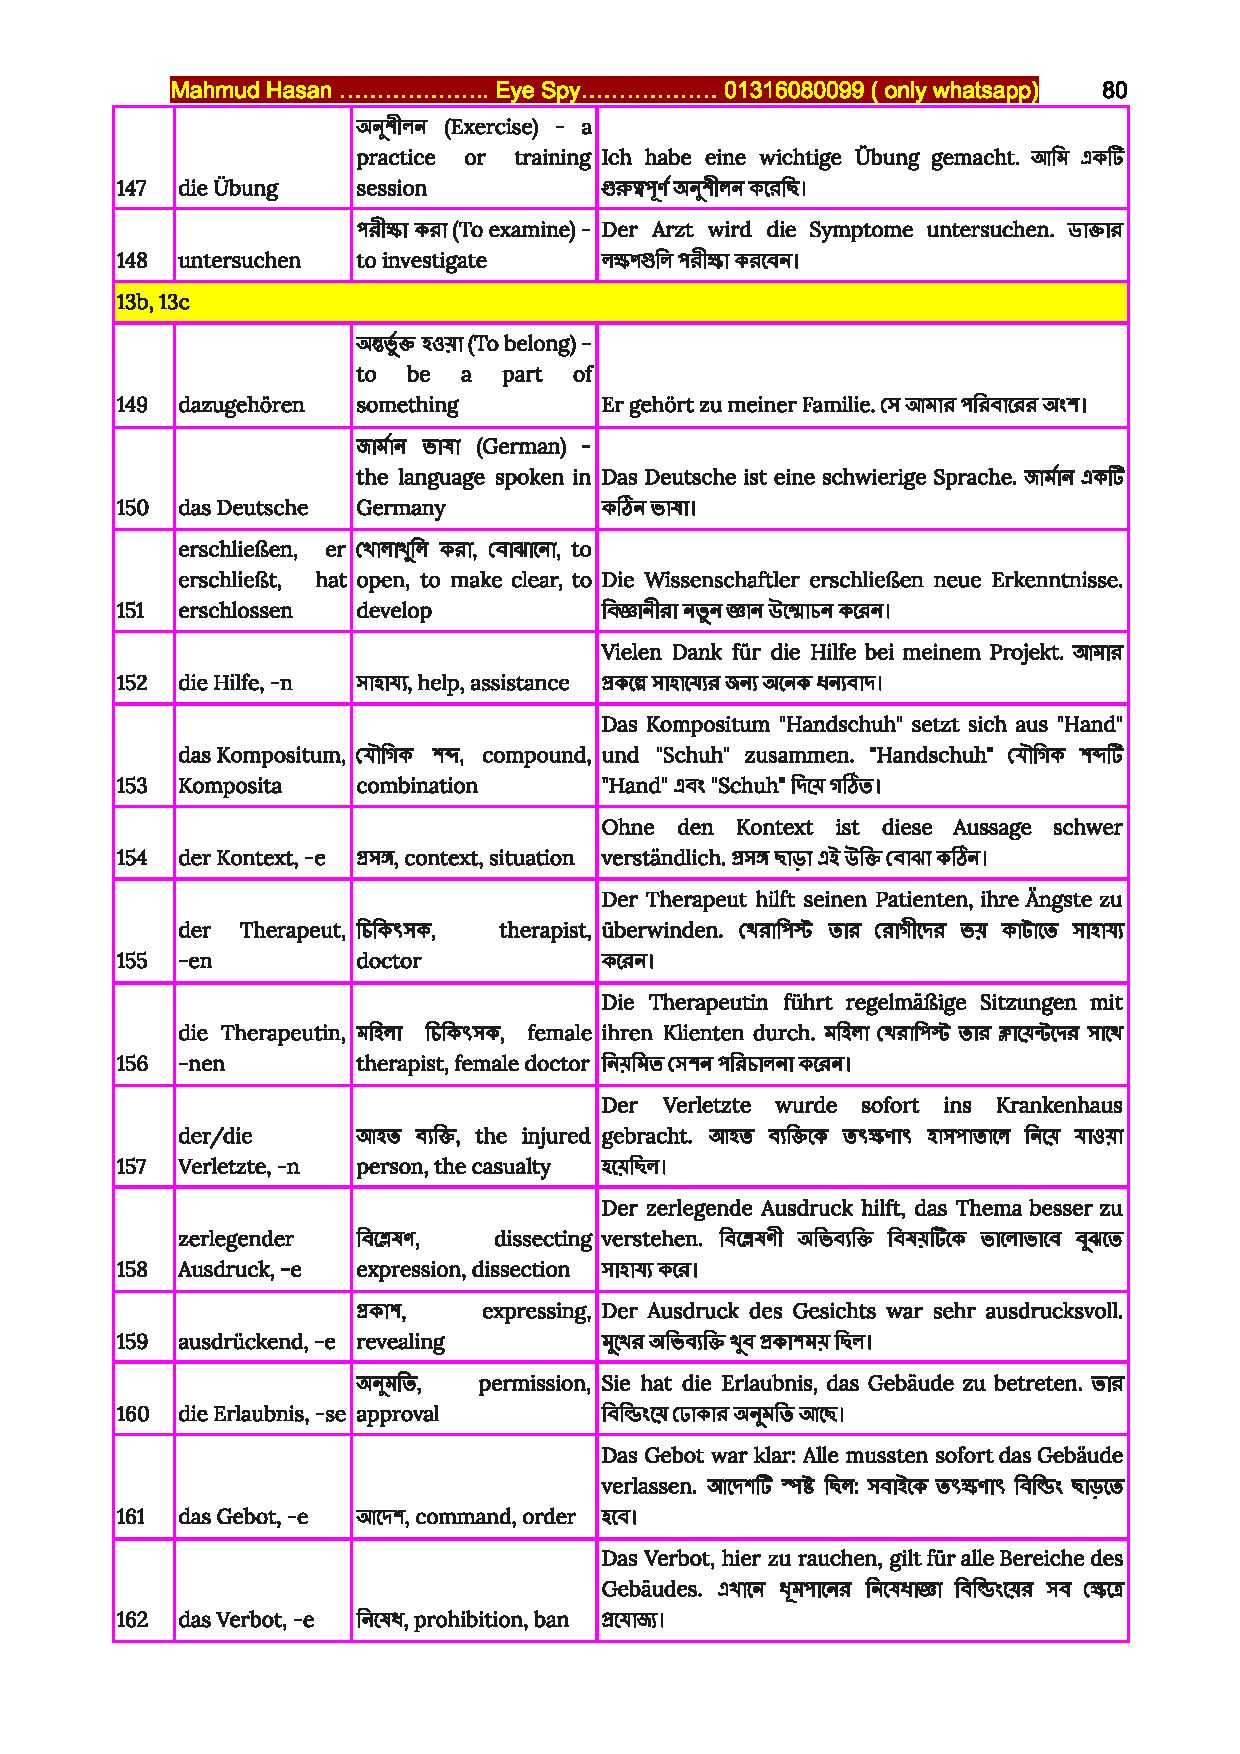 Mahmud Hasan ……………….. Eye Spy……………… 01316080099 ( only whatsapp) 80
অনুশীলন (Exercise) - a
practice or training Ich habe eine wichtige Übung gemacht. আমি একটি
147 die Übung session গুরুত্বপূর্ণ অনুশীলন করেছি।
পরীক্ষা করা (To examine) - Der Arzt wird die Symptome untersuchen. ডাক্তার
148 untersuchen to investigate লক্ষণগুলি পরীক্ষা করবেন।
13b, 13c
অন্তর্ভুক্ত হওয়া (To belong) -
to be a part of
149 dazugehören something Er gehört zu meiner Familie. সে আমার পরিবারের অংশ।
জার্মান ভাষা (German) -
the language spoken in Das Deutsche ist eine schwierige Sprache. জার্মান একটি
150 das Deutsche Germany কঠিন ভাষা।
erschließen, er খোলাখুলি করা, বোঝানো, to
erschließt, hat open, to make clear, to Die Wissenschaftler erschließen neue Erkenntnisse.
151 erschlossen develop বিজ্ঞানীরা নতুন জ্ঞান উন্মোচন করেন।
Vielen Dank für die Hilfe bei meinem Projekt. আমার
152 die Hilfe, -n সাহায্য, help, assistance প্রকল্পে সাহায্যের জন্য অনেক ধন্যবাদ।
Das Kompositum "Handschuh" setzt sich aus "Hand"
das Kompositum, যৌগিক শব্দ, compound, und "Schuh" zusammen. "Handschuh" যৌগিক শব্দটি
153 Komposita combination "Hand" এবং "Schuh" দিয়ে গঠিত।
Ohne den Kontext ist diese Aussage schwer
154 der Kontext, -e প্রসঙ্গ, context, situation verständlich. প্রসঙ্গ ছাড়া এই উক্তি বোঝা কঠিন।
Der Therapeut hilft seinen Patienten, ihre Ängste zu
der Therapeut, চিকিৎসক, therapist, überwinden. থেরাপিস্ট তার রোগীদের ভয় কাটাতে সাহায্য
155 -en doctor করেন।
Die Therapeutin führt regelmäßige Sitzungen mit
die Therapeutin, মহিলা চিকিৎসক, female ihren Klienten durch. মহিলা থেরাপিস্ট তার ক্লায়েন্টদের সাথে
156 -nen therapist, female doctor নিয়মিত সেশন পরিচালনা করেন।
Der Verletzte wurde sofort ins Krankenhaus
der/die আহত ব্যক্তি, the injured gebracht. আহত ব্যক্তিকে তৎক্ষণাৎ হাসপাতালে নিয়ে যাওয়া
157 Verletzte, -n person, the casualty হয়েছিল।
Der zerlegende Ausdruck hilft, das Thema besser zu
zerlegender বিশ্লেষণ, dissecting verstehen. বিশ্লেষণী অভিব্যক্তি বিষয়টিকে ভালোভাবে বুঝতে
158 Ausdruck, -e expression, dissection সাহায্য করে।
প্রকাশ, expressing, Der Ausdruck des Gesichts war sehr ausdrucksvoll.
159 ausdrückend, -e revealing মুখের অভিব্যক্তি খুব প্রকাশময় ছিল।
অনুমতি, permission, Sie hat die Erlaubnis, das Gebäude zu betreten. তার
160 die Erlaubnis, -se approval বিল্ডিংয়ে ঢোকার অনুমতি আছে।
Das Gebot war klar: Alle mussten sofort das Gebäude
verlassen. আদেশটি স্পষ্ট ছিল: সবাইকে তৎক্ষণাৎ বিল্ডিং ছাড়তে
161 das Gebot, -e আদেশ, command, order হবে।
Das Verbot, hier zu rauchen, gilt für alle Bereiche des
Gebäudes. এখানে ধূমপানের নিষেধাজ্ঞা বিল্ডিংয়ের সব ক্ষেত্রে
162 das Verbot, -e নিষেধ, prohibition, ban প্রযোজ্য।